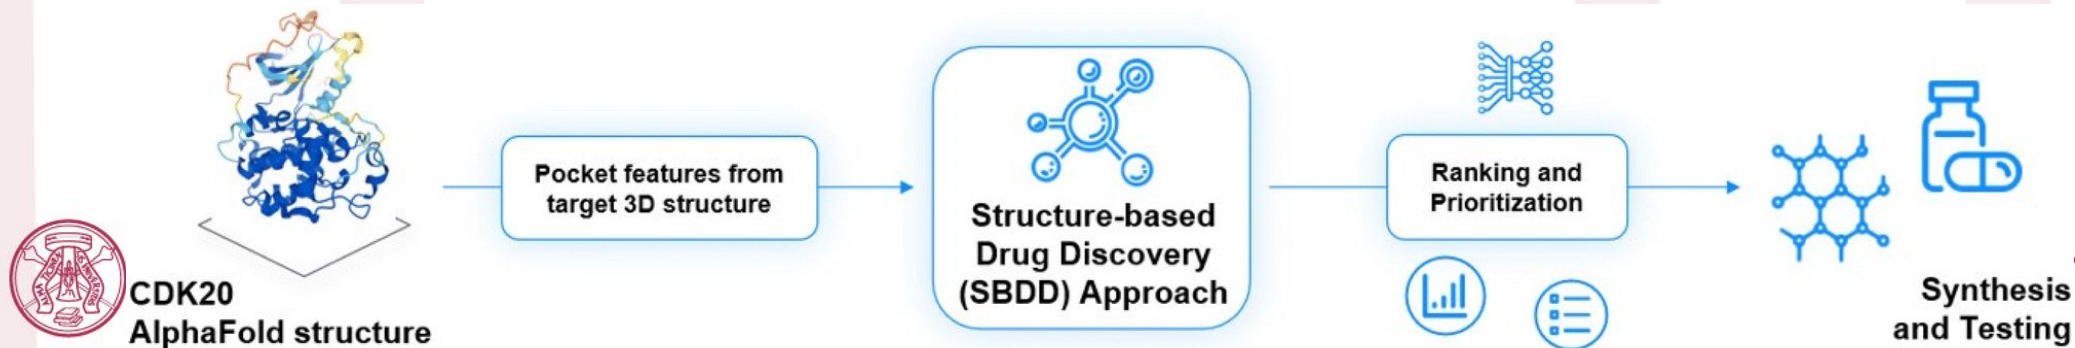 CDK20
AlphaFold structure
Pocket features from
target 3D structure
Structure-based
Drug Discovery
(SBDD) Approach
Ranking and
Prioritization
Synthesis
and Testing